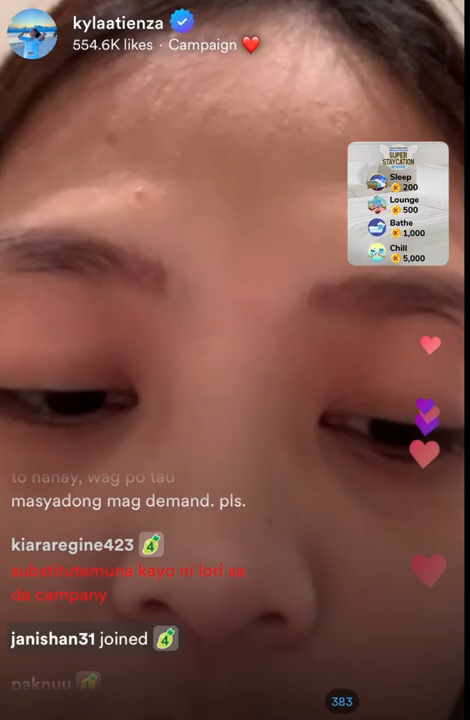 kylaatienza
554.6K likes · Campaign ❤️
SUPER
STAYCATION
Sleep
200
Lounge
500
Bathe
1,000
Chill
5,000
to nanay, wag po tau
masyadong mag demand. pls.
kiararegine423 4
substitutemuna kayo ni lori sa
da campany
janishan31 joined 4
paknuu
383